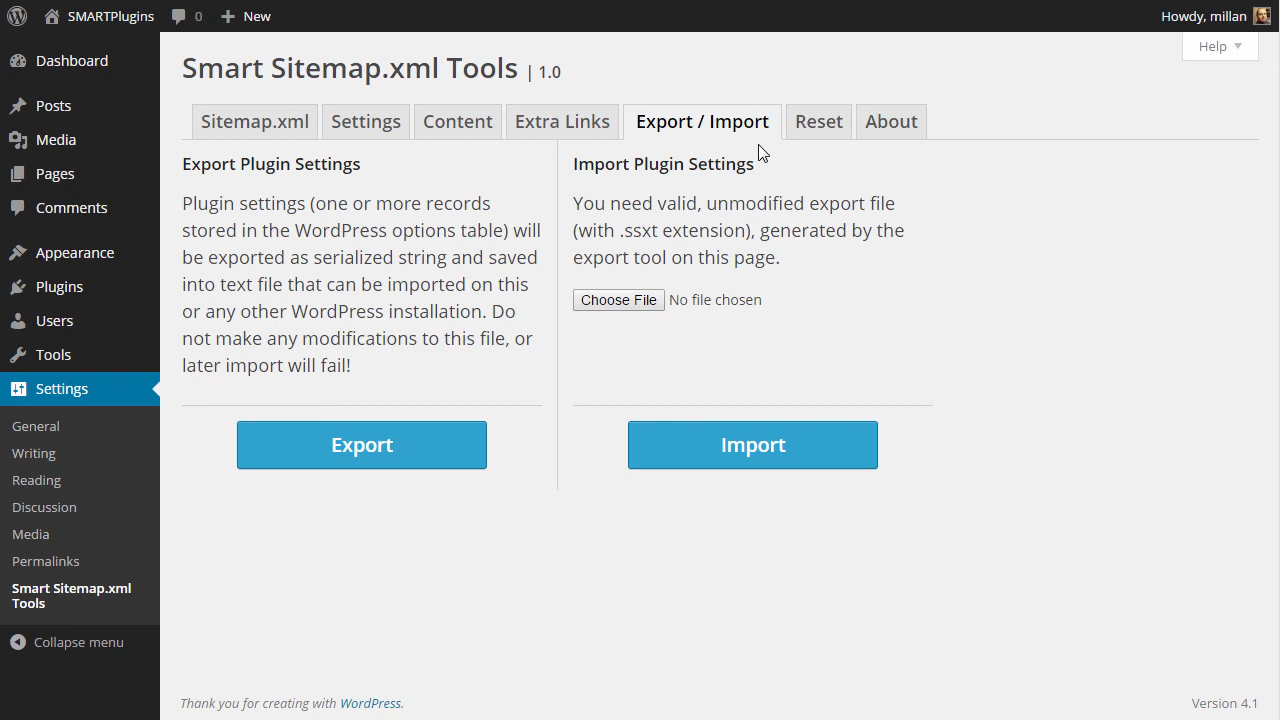 SMARTPlugins
0
New
Howdy, millan
Help
Dashboard
Posts
Media
Pages
Comments
Appearance
Plugins
Users
Tools
Settings
General
Writing
Reading
Discussion
Media
Permalinks
Smart Sitemap.xml
Tools
Collapse menu
Smart Sitemap.xml Tools | 1.0
Sitemap.xml
Settings
Content
Extra Links
Export / Import
Reset
About
Export Plugin Settings
Plugin settings (one or more records
stored in the WordPress options table) will
be exported as serialized string and saved
into text file that can be imported on this
or any other WordPress installation. Do
not make any modifications to this file, or
later import will fail!
Export
Import Plugin Settings
You need valid, unmodified export file
(with .ssxt extension), generated by the
export tool on this page.
Choose File No file chosen
Import
Thank you for creating with WordPress.
Version 4.1